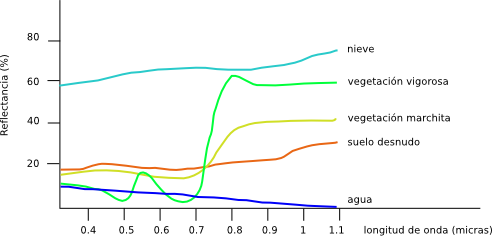 Reflectancia (%)
80
60
40
20
nieve
vegetación vigorosa
vegetación marchita
suelo desnudo
agua
0.4 0.5 0.6 0.7 0.8 0.9 1 1.1
longitud de onda (micras)